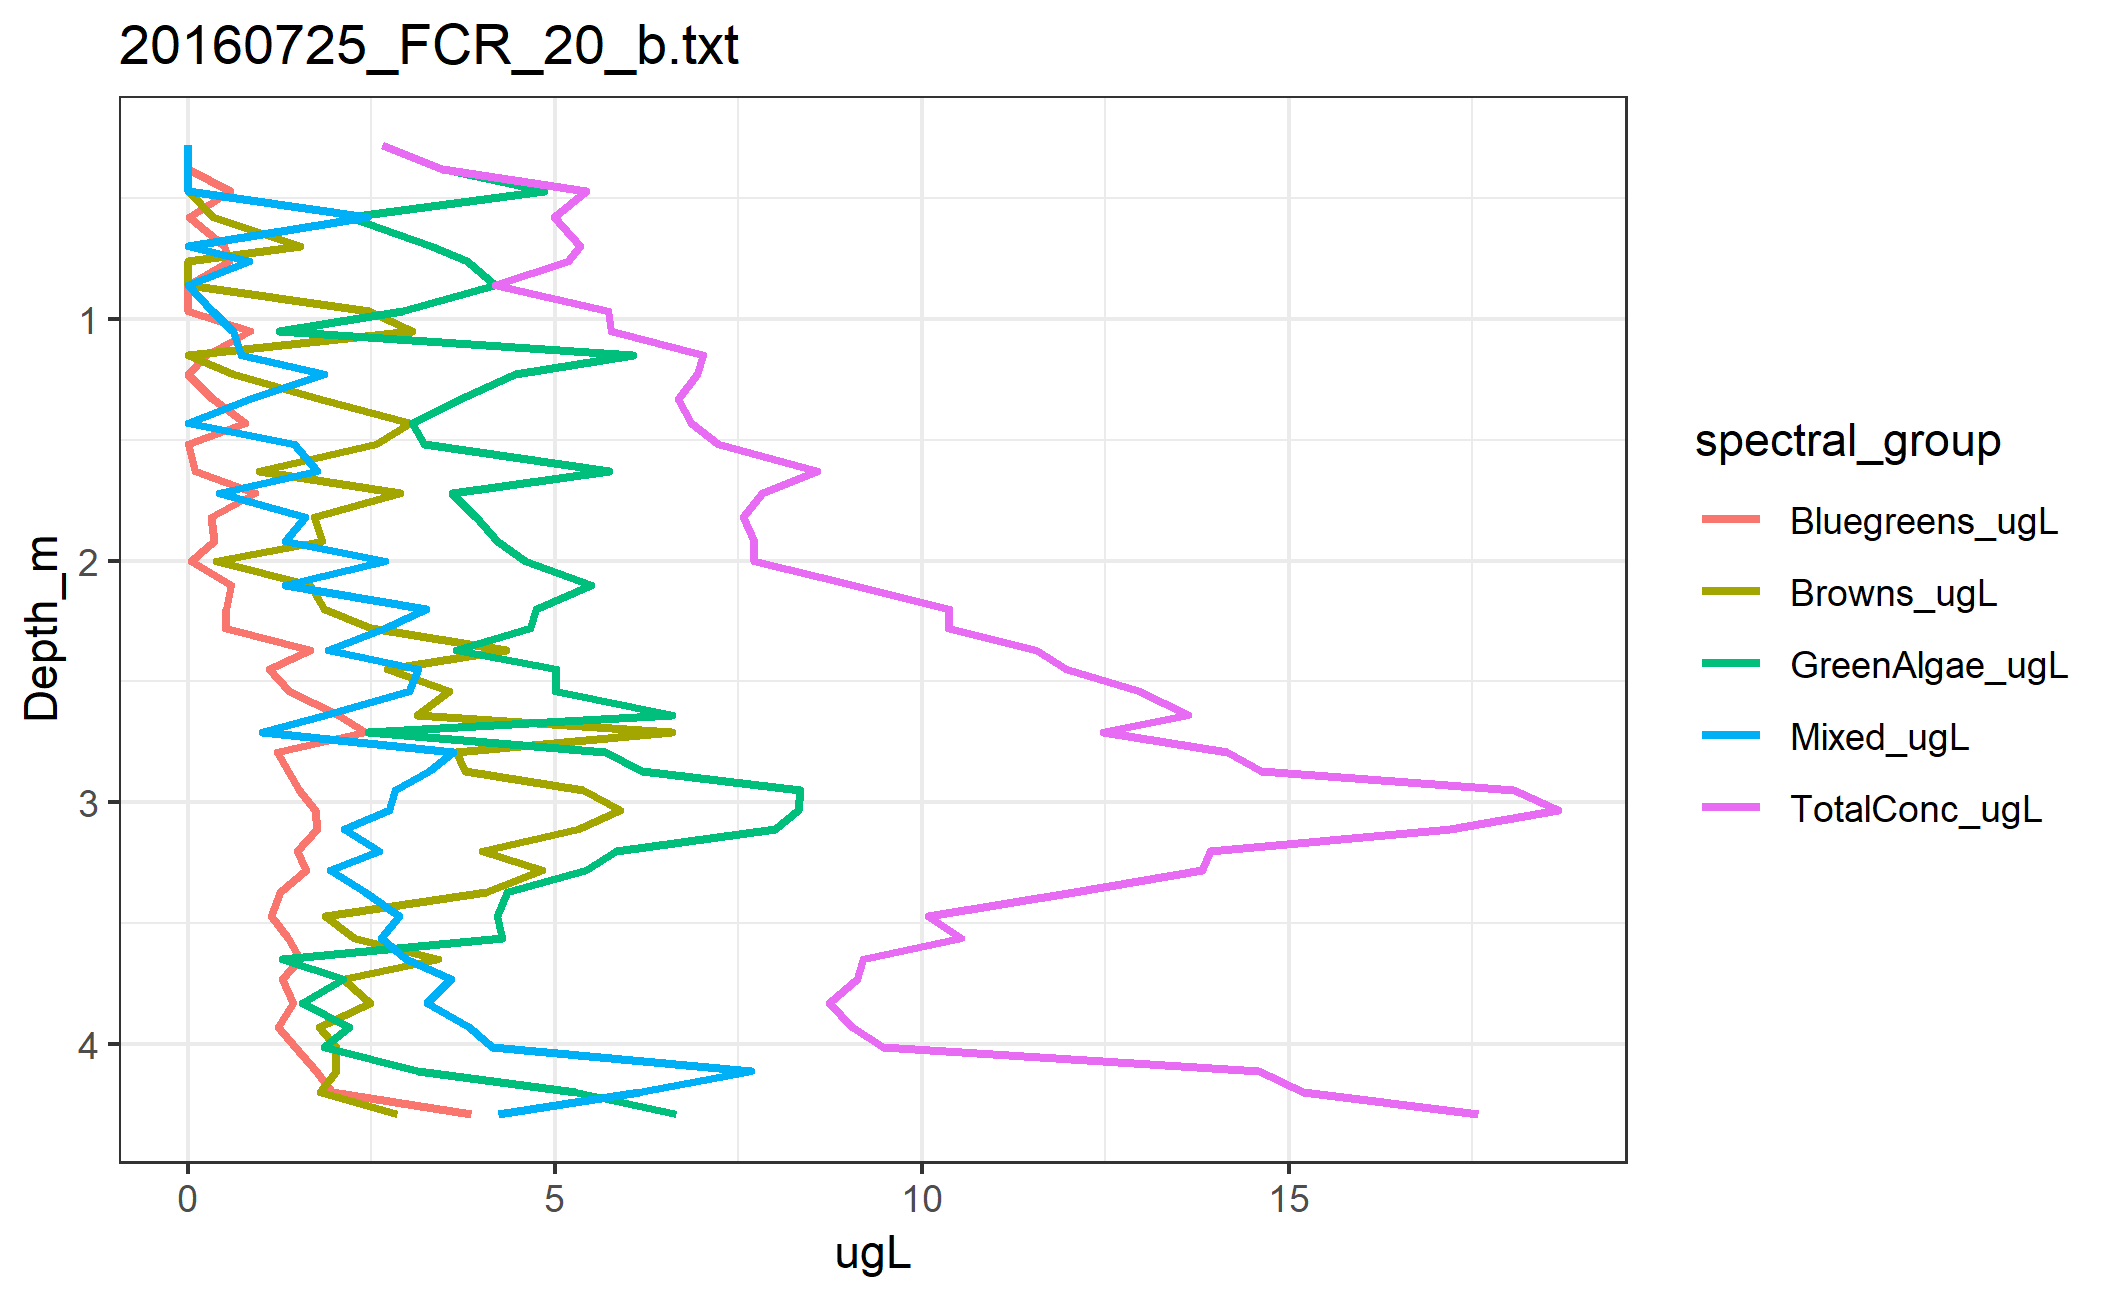 20160725_FCR_20_b.txt
Depth_m
1
2
3
4
0 5 10 15
ugL
spectral_group
Bluegreens_ugL
Browns_ugL
GreenAlgae_ugL
Mixed_ugL
TotalConc_ugL